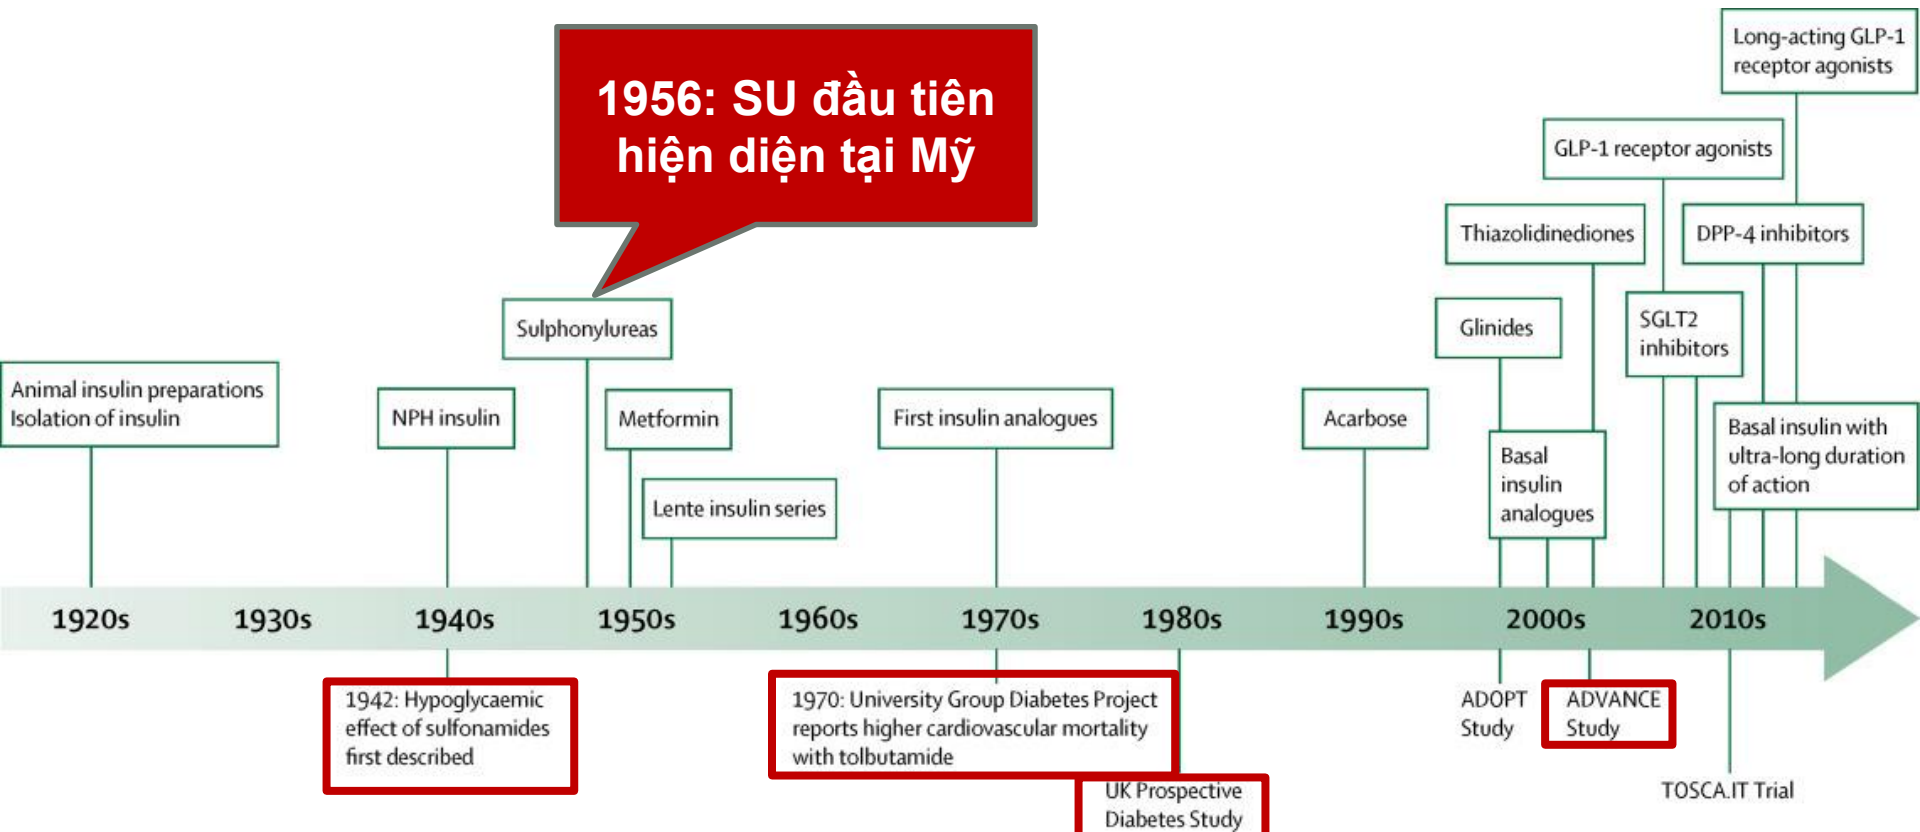 1956: SU đầu tiên
hiện diện tại Mỹ
Long-acting GLP-1
receptor agonists
GLP-1 receptor agonists
Thiazolidinediones
DPP-4 inhibitors
Sulphonylureas
Glinides
SGLT2
inhibitors
Animal insulin preparations
Isolation of insulin
NPH insulin
Metformin
First insulin analogues
Acarbose
Basal
insulin
analogues
Basal insulin with
ultra-long duration
of action
Lente insulin series
1920s
1930s
1940s
1950s
1960s
1970s
1980s
1990s
2000s
2010s
1942: Hypoglycaemic
effect of sulfonamides
first described
1970: University Group Diabetes Project
reports higher cardiovascular mortality
with tolbutamide
UK Prospective
Diabetes Study
ADOPT
Study
ADVANCE
Study
TOSCA.IT Trial